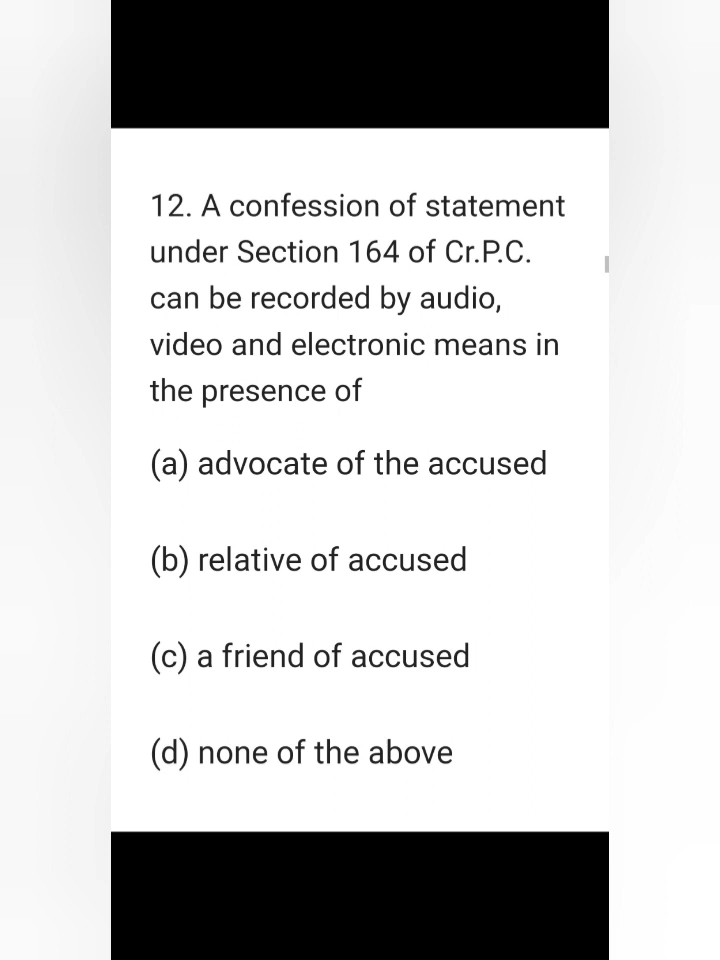 12. A confession of statement
under Section 164 of Cr.P.C.
can be recorded by audio,
video and electronic means in
the presence of
(a) advocate of the accused
(b) relative of accused
(c) a friend of accused
(d) none of the above